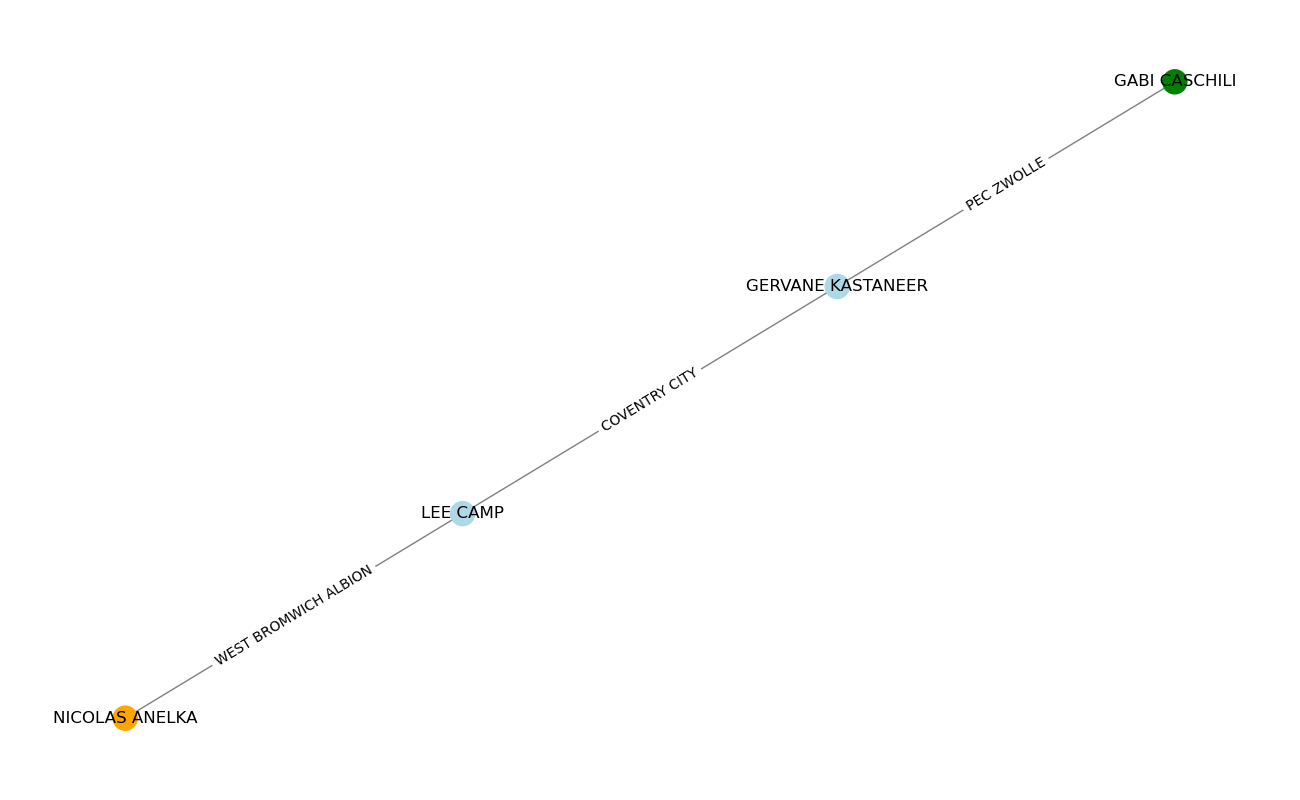 GABI CASCHILI
PEC ZWOLLE
GERVANE KASTANEER
COVENTRY CITY
LEE CAMP
WEST BROMWICH ALBION
NICOLAS ANELKA